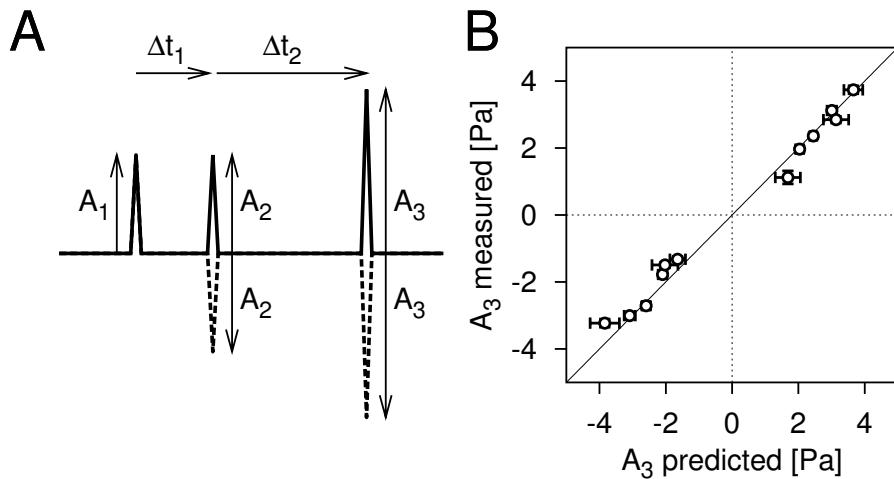 A
Δt1
Δt2
A1
A2
A3
A2
A3
B
A3 measured [Pa]
4
2
0
-2
-4
-4
-2
0
2
4
A3 predicted [Pa]